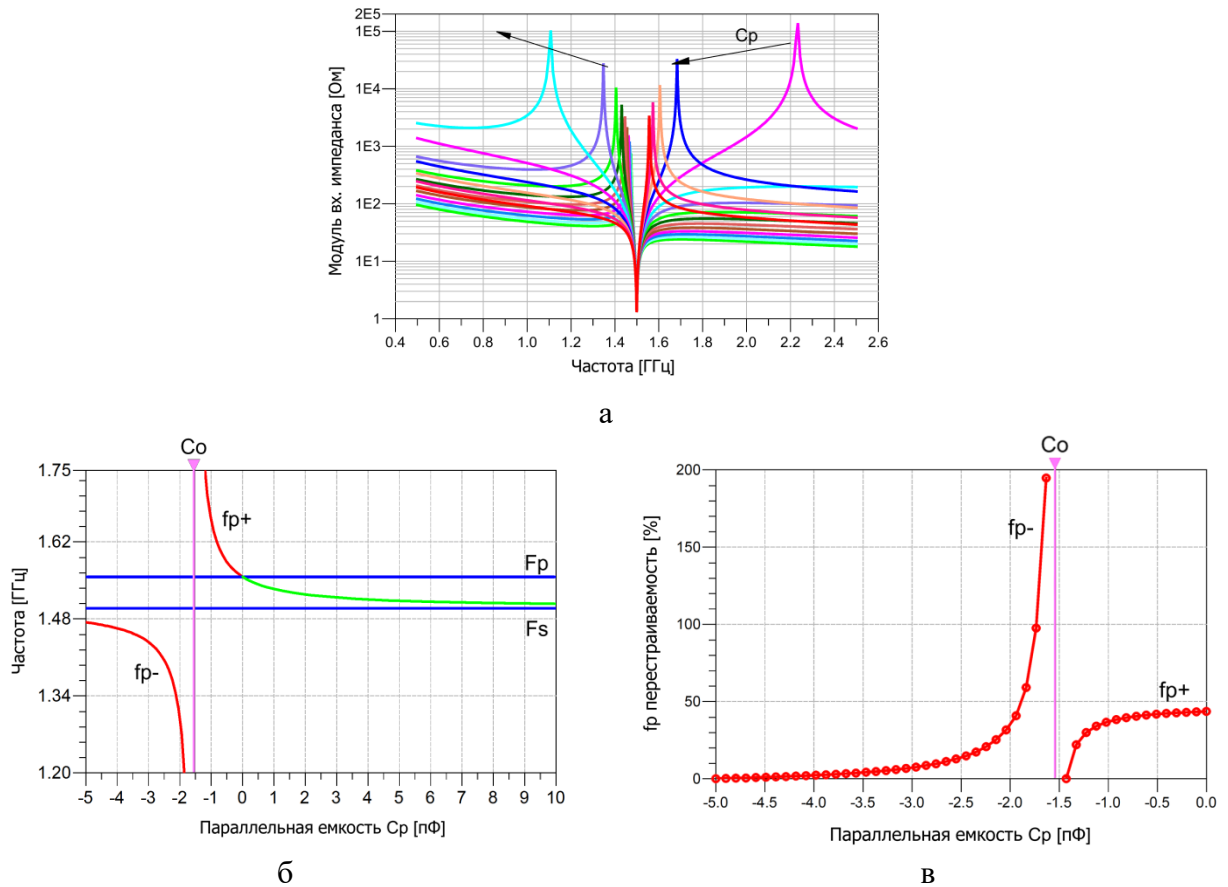 2E5
1E5
1E4
1E3
1E2
1E1
1
Модуль вх. импеданса [Ом]
Cp
0.4 0.6 0.8 1.0 1.2 1.4 1.6 1.8 2.0 2.2 2.4 2.6
Частота [ГГц]
а
Co
1.75
1.62
1.48
1.34
1.20
Частота [ГГц]
fp+
Fp
Fs
fp-
-5 -4 -3 -2 -1 0 1 2 3 4 5 6 7 8 9 10
Параллельная емкость Cp [пФ]
б
Co
200
150
100
50
0
fp перестраиваемость [%]
fp-
fp+
-5.0 -4.5 -4.0 -3.5 -3.0 -2.5 -2.0 -1.5 -1.0 -0.5 0.0
Параллельная емкость Cp [пФ]
в